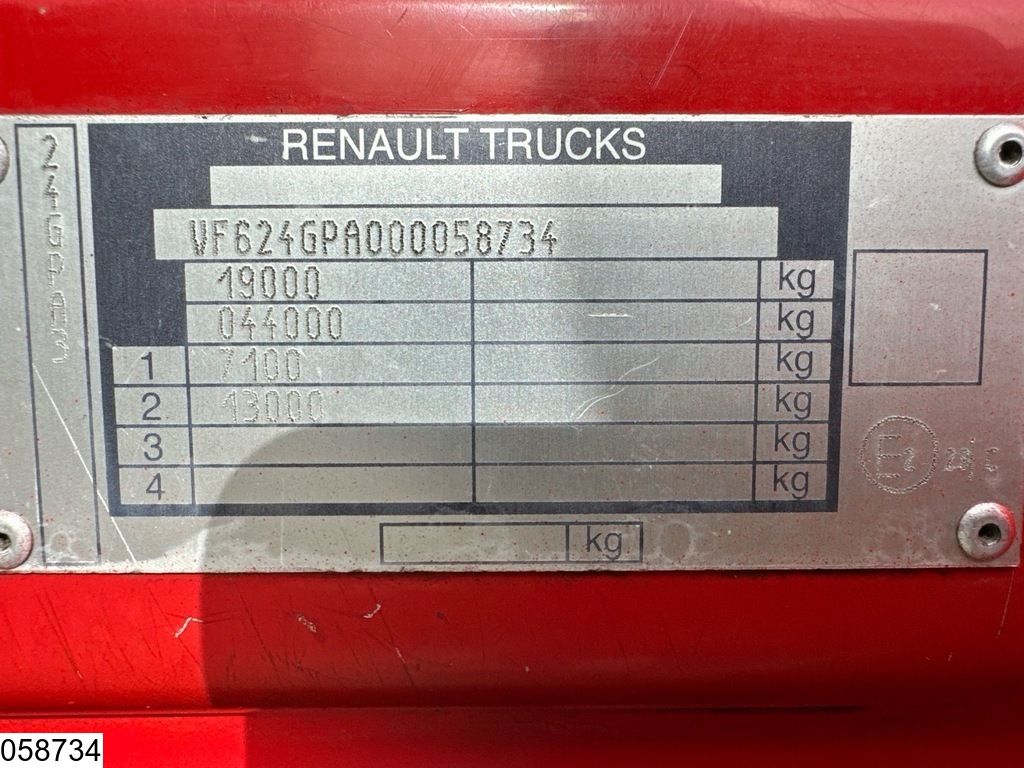 RENAULT TRUCKS
VF624GPA000058734
19000 kg
044000 kg
1 7100 kg
2 13000 kg
3 kg
4 kg
kg
E2
058734